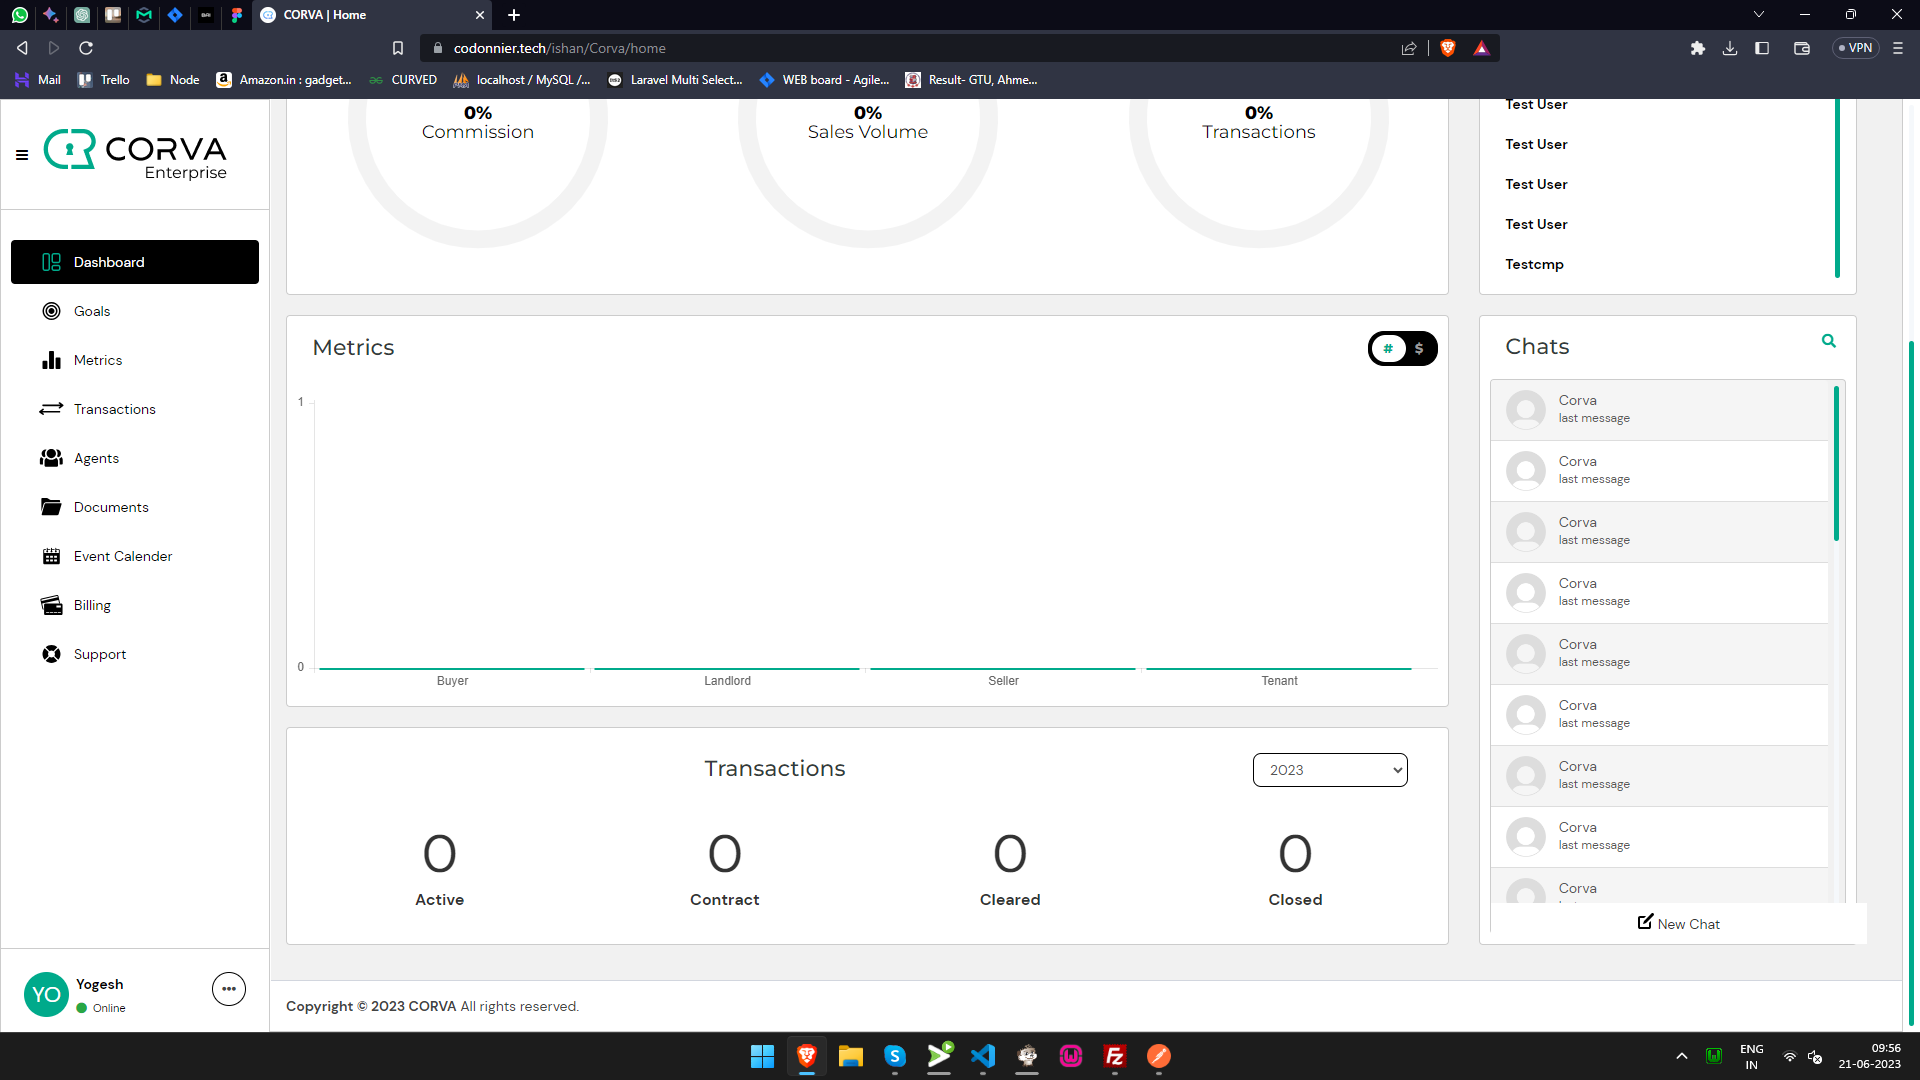 CORVA | Home
codonnier.tech/ishan/Corva/home
VPN
Mail
Trello
Node
Amazon.in : gadget...
CURVED
localhost / MySQL /...
Laravel Multi Select...
WEB board - Agile...
Result- GTU, Ahme...
CORVA
Enterprise
Dashboard
Goals
Metrics
Transactions
Agents
Documents
Event Calender
Billing
Support
YO
Yogesh
Online
0%
Commission
0%
Sales Volume
0%
Transactions
Test User
Test User
Test User
Test User
Testcmp
Metrics
# $
1
0
Buyer
Landlord
Seller
Tenant
Transactions
2023
0
Active
0
Contract
0
Cleared
0
Closed
Chats
Corva
last message
Corva
last message
Corva
last message
Corva
last message
Corva
last message
Corva
last message
Corva
last message
Corva
last message
Corva
New Chat
Copyright © 2023 CORVA All rights reserved.
ENG
IN
09:56
21-06-2023